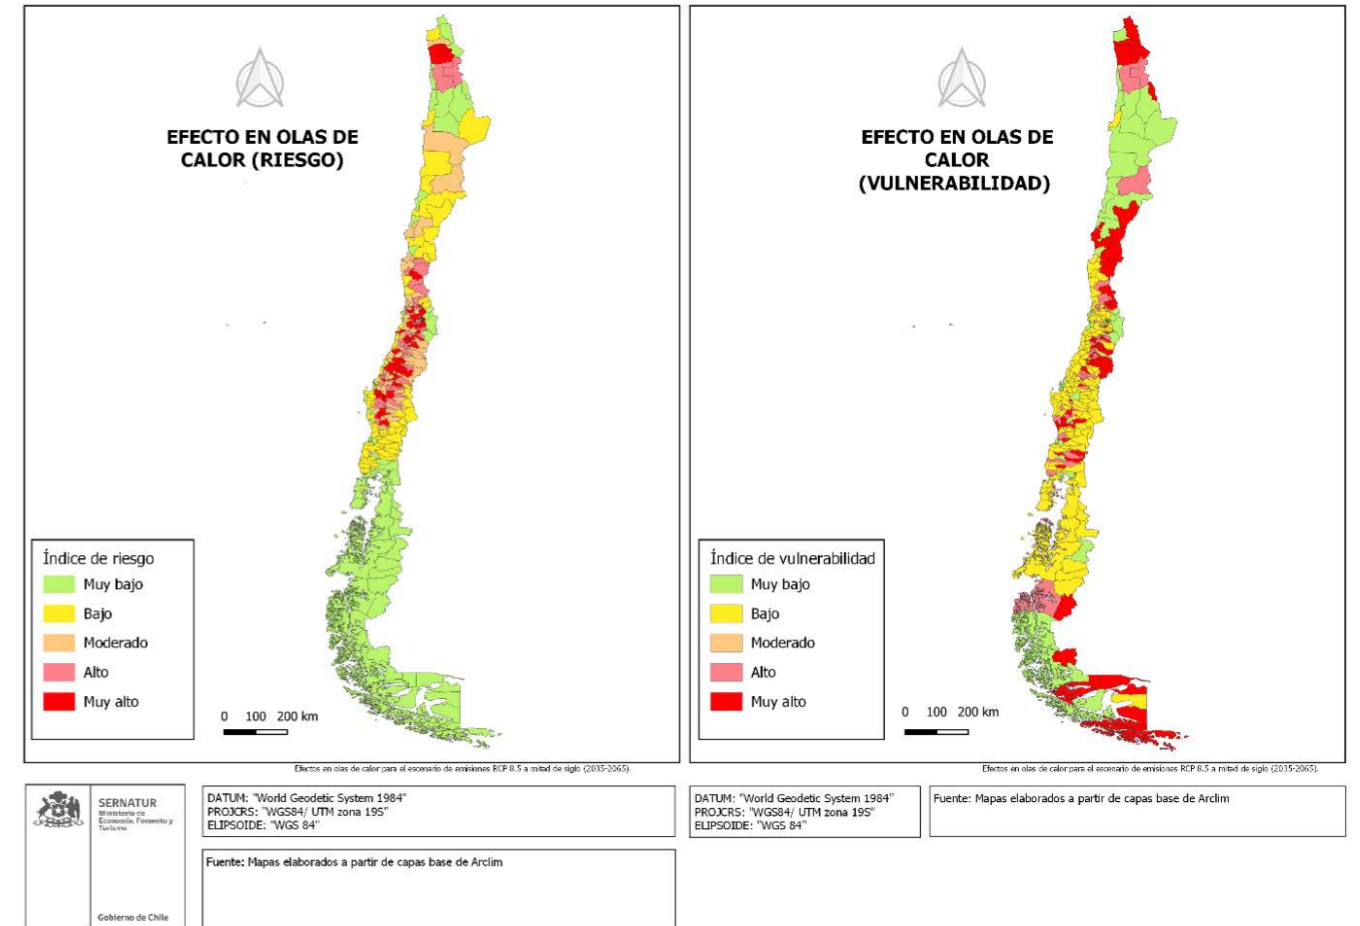 EFECTO EN OLAS DE
CALOR (RIESGO)
Índice de riesgo
Muy bajo
Bajo
Moderado
Alto
Muy alto
0 100 200 km
Efectos en olas de calor para el escenario de emisiones RCP 8.5 a mitad de siglo (2035-2065).
EFECTO EN OLAS DE
CALOR
(VULNERABILIDAD)
Índice de vulnerabilidad
Muy bajo
Bajo
Moderado
Alto
Muy alto
0 100 200 km
Efectos en olas de calor para el escenario de emisiones RCP 8.5 a mitad de siglo (2035-2065).
SERNATUR
Ministerio de
Economía, Fomento y
Turismo
Gobierno de Chile
DATUM: "World Geodetic System 1984"
PROJCRS: "WGS84/ UTM zona 19S"
ELIPSOIDE: "WGS 84"
Fuente: Mapas elaborados a partir de capas base de Arclim
DATUM: "World Geodetic System 1984"
PROJCRS: "WGS84/ UTM zona 19S"
ELIPSOIDE: "WGS 84"
Fuente: Mapas elaborados a partir de capas base de Arclim